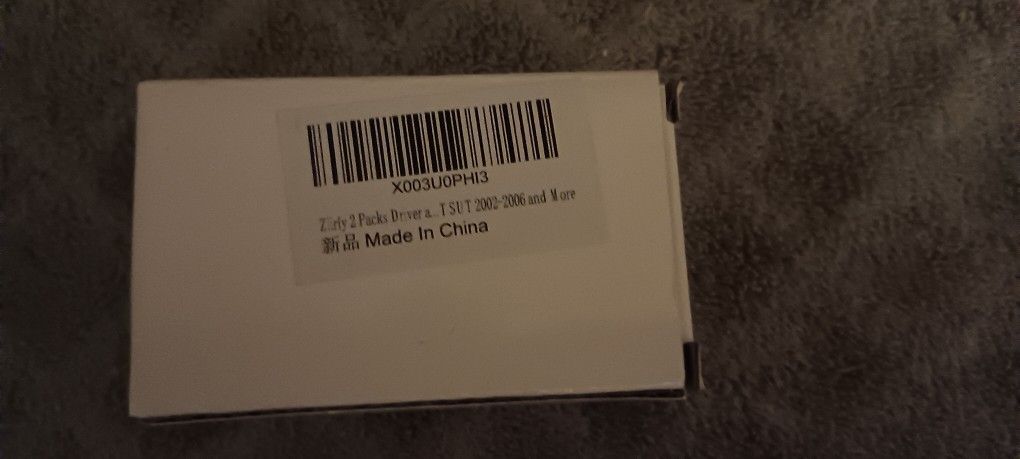 X003U0PHI3
2 Packs Driver a...T SUT 2002-2006 and More
新品 Made In China